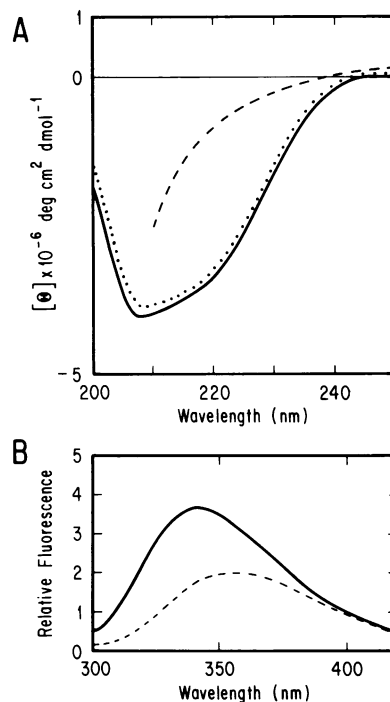 A
0
[Θ] x 10⁻⁶ deg cm² dmol⁻¹
-5
200 220 240
Wavelength (nm)
B
5
4
3
2
1
0
Relative Fluorescence
300 350 400
Wavelength (nm)